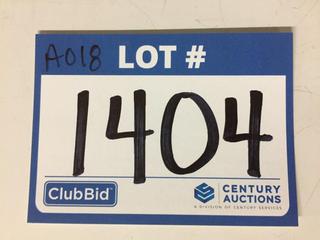 A018 LOT #
1404
ClubBid
CENTURY
AUCTIONS
A DIVISION OF CENTURY SERVICES